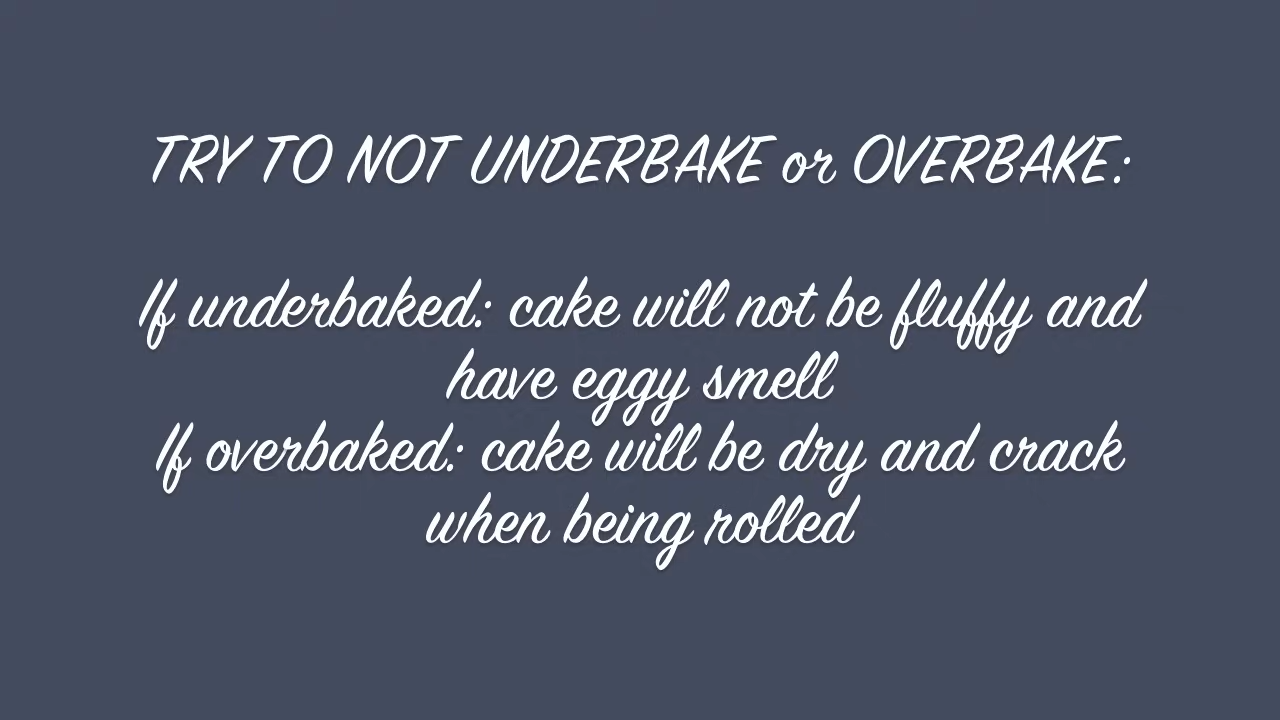 TRY TO NOT UNDERBAKE or OVERBAKE:
If underbaked: cake will not be fluffy and
have eggy smell
If overbaked: cake will be dry and crack
when being rolled